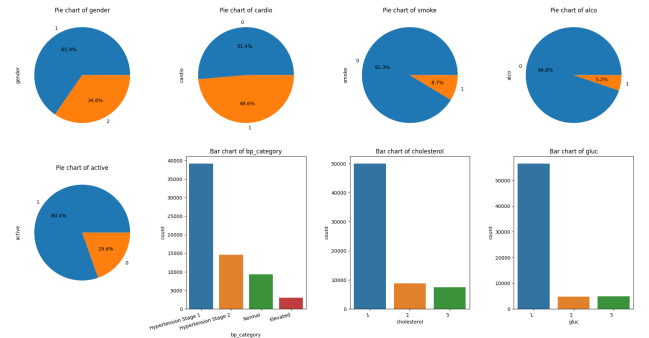 Pie chart of gender
1
65.4%
34.6%
2
gender
Pie chart of cardio
0
51.4%
48.6%
1
cardio
Pie chart of smoke
0
91.3%
8.7%
1
smoke
Pie chart of alco
0
94.8%
5.2%
1
alco
Pie chart of active
1
80.4%
19.6%
0
active
Bar chart of bp_category
40000
35000
30000
25000
20000
15000
10000
5000
0
count
Hypertension Stage 1
Hypertension Stage 2
Normal
Elevated
bp_category
Bar chart of cholesterol
50000
40000
30000
20000
10000
0
count
1
2
3
cholesterol
Bar chart of gluc
50000
40000
30000
20000
10000
0
count
1
2
3
gluc